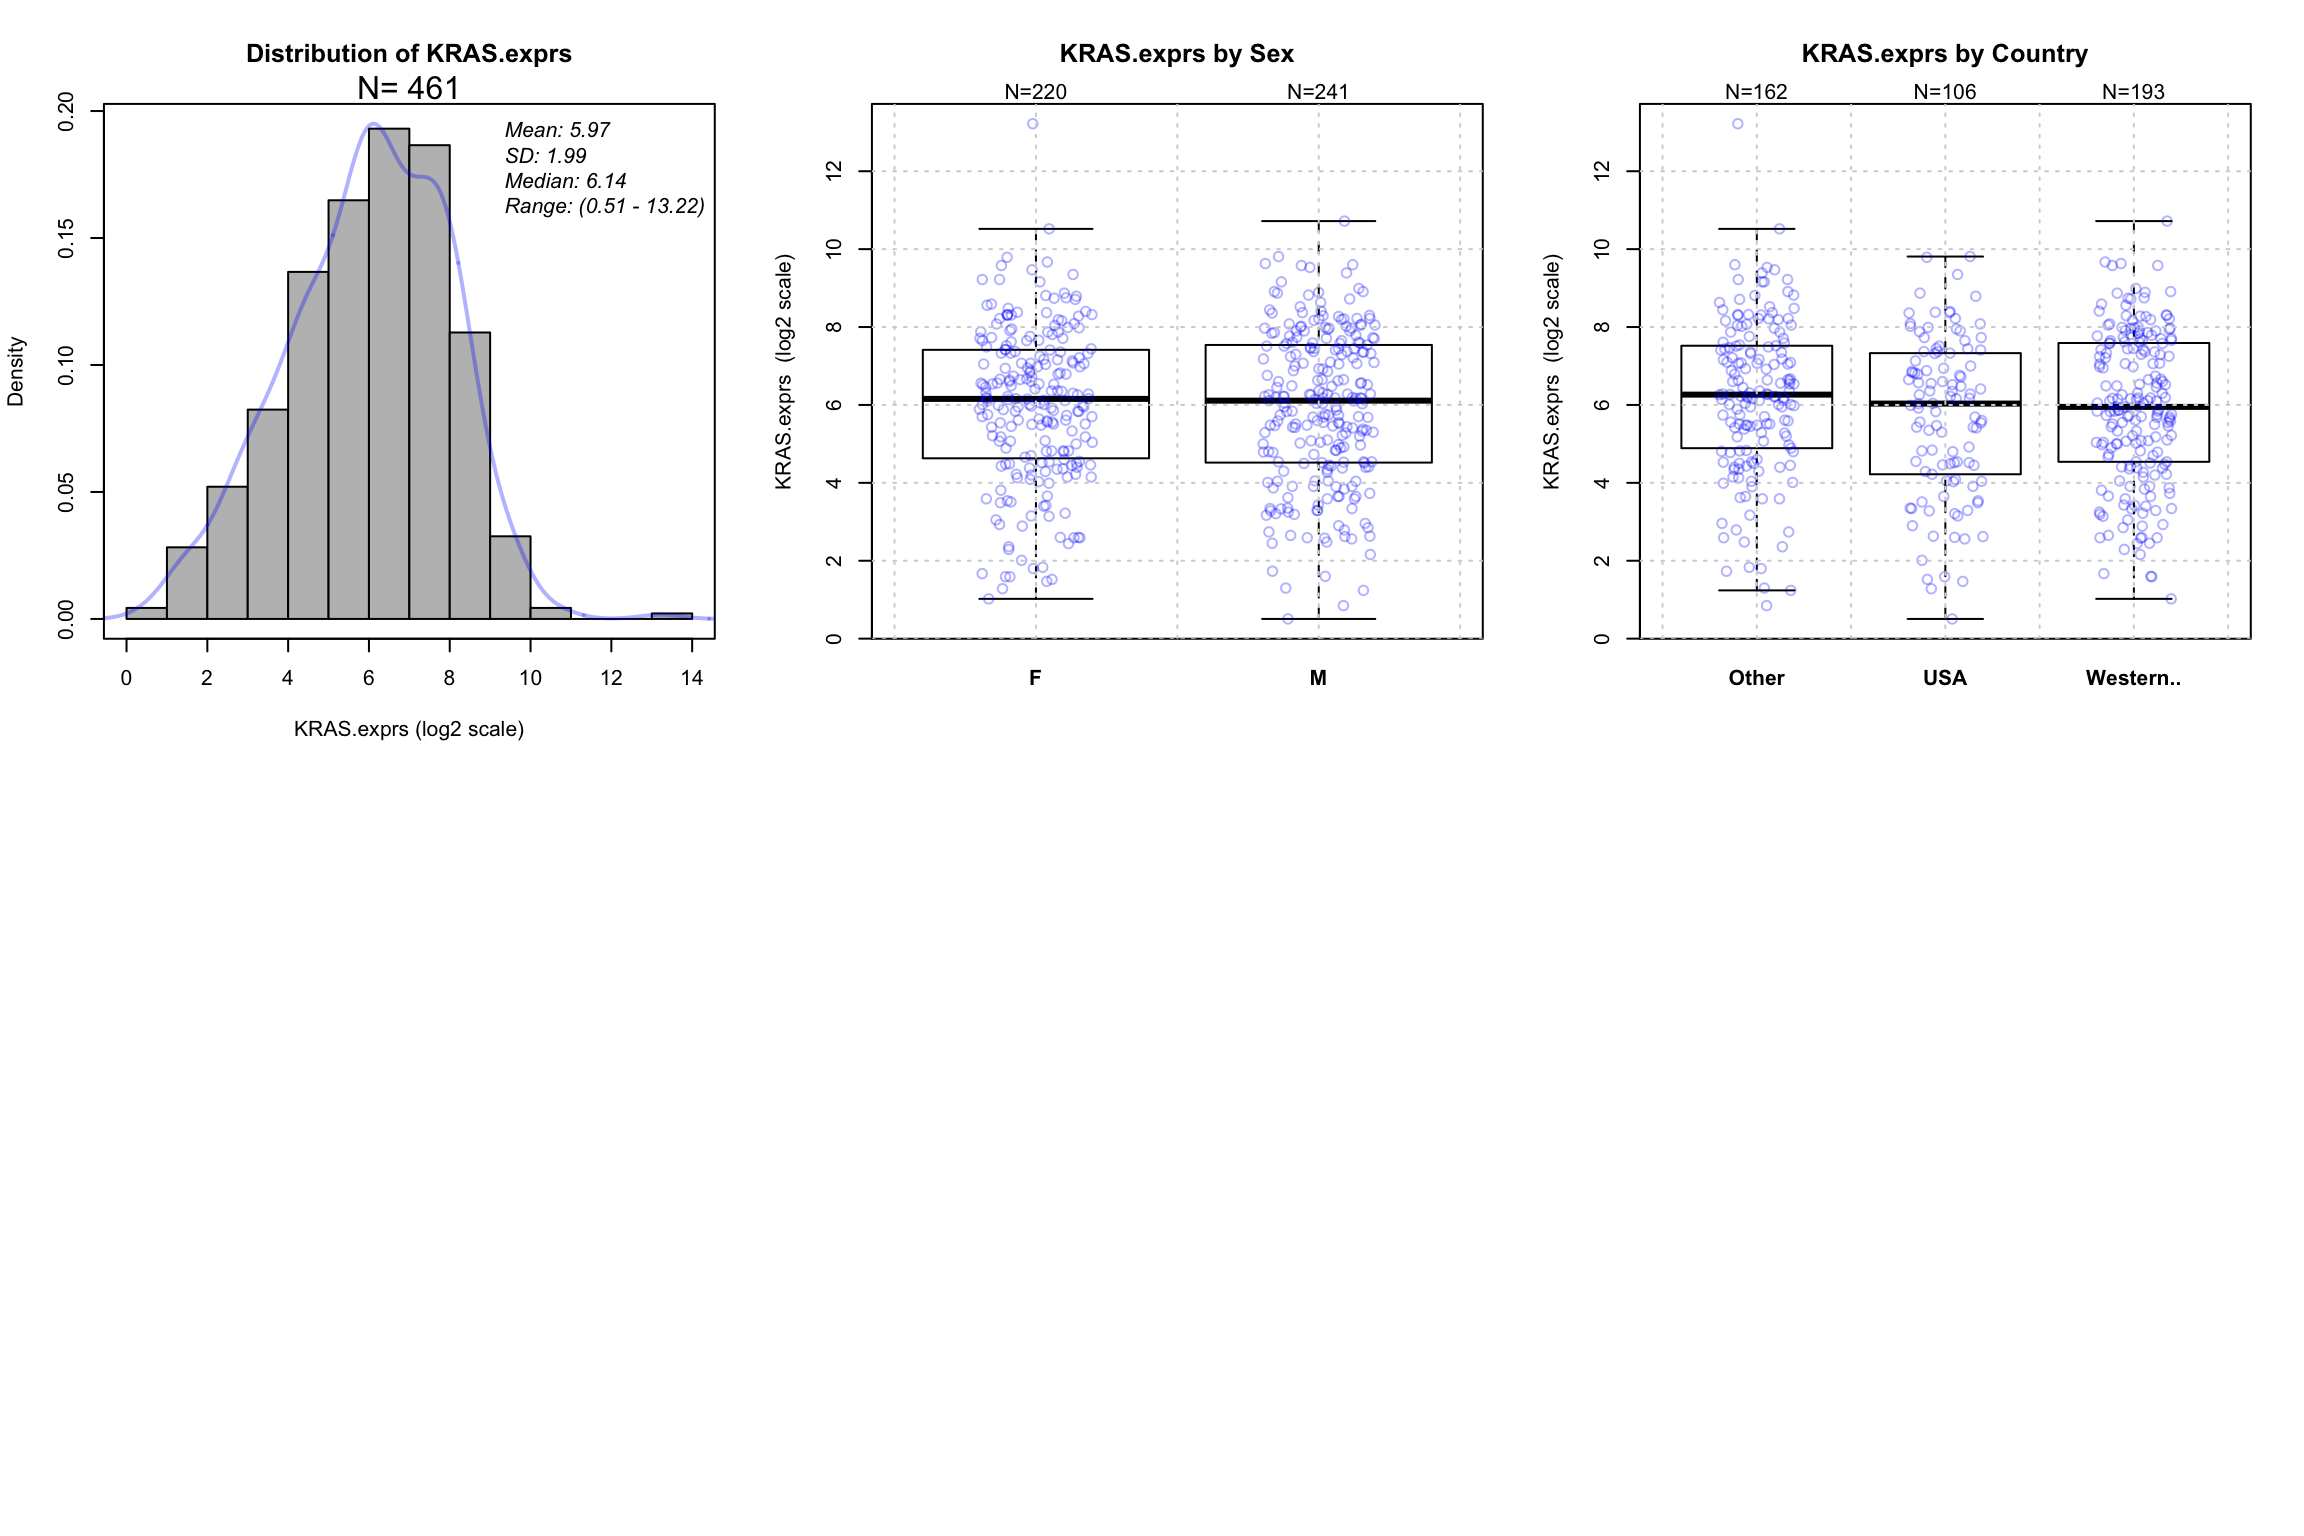 Distribution of KRAS.exprs
N= 461
Mean: 5.97
SD: 1.99
Median: 6.14
Range: (0.51 - 13.22)
Density
0.00 0.05 0.10 0.15 0.20
0 2 4 6 8 10 12 14
KRAS.exprs (log2 scale)
KRAS.exprs by Sex
N=220 N=241
KRAS.exprs (log2 scale)
0 2 4 6 8 10 12
F M
KRAS.exprs by Country
N=162 N=106 N=193
KRAS.exprs (log2 scale)
0 2 4 6 8 10 12
Other USA Western..